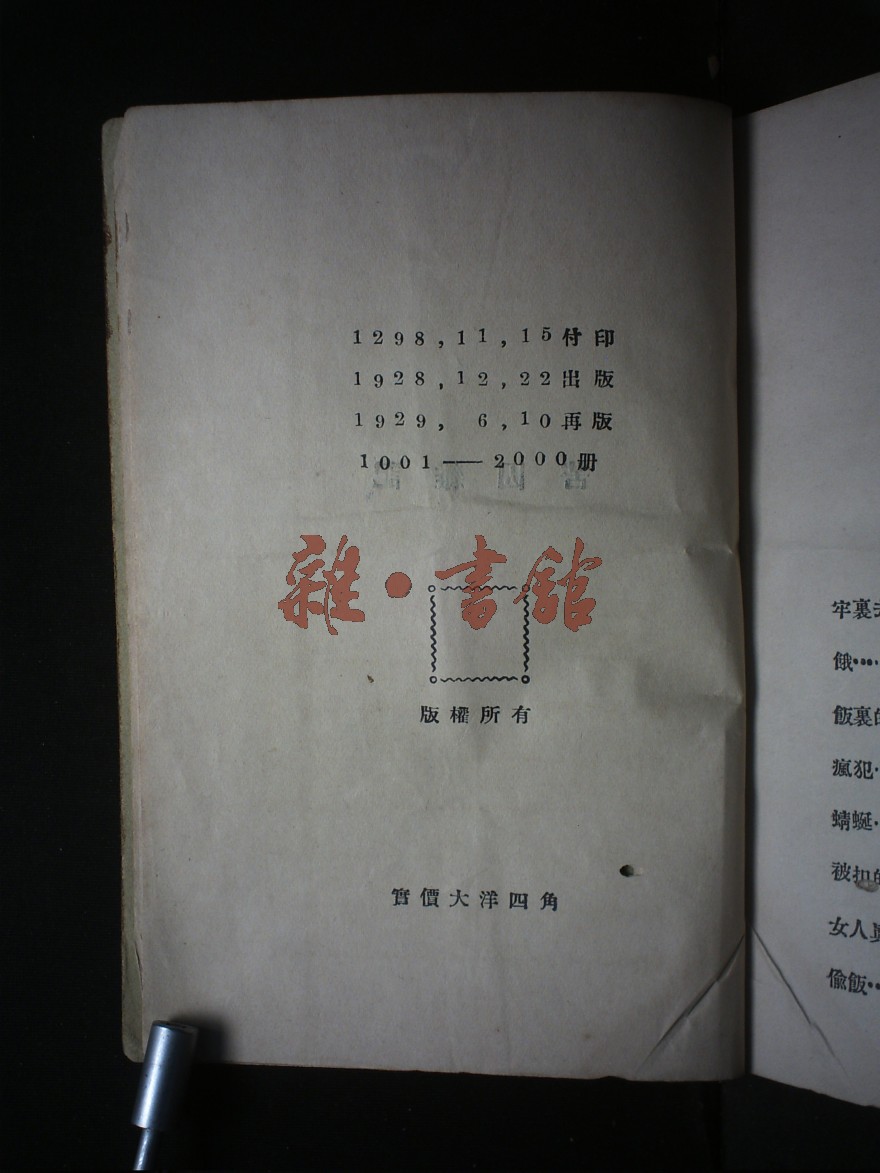 1298,11,15付印
1928,12,22出版
1929, 6,10再版
1001——2000册
雜·書館
版權所有
實價大洋四角
牢裏
餓……
飯裏的
瘋犯·
蜻蜓·
被扣的
女人
偷飯……